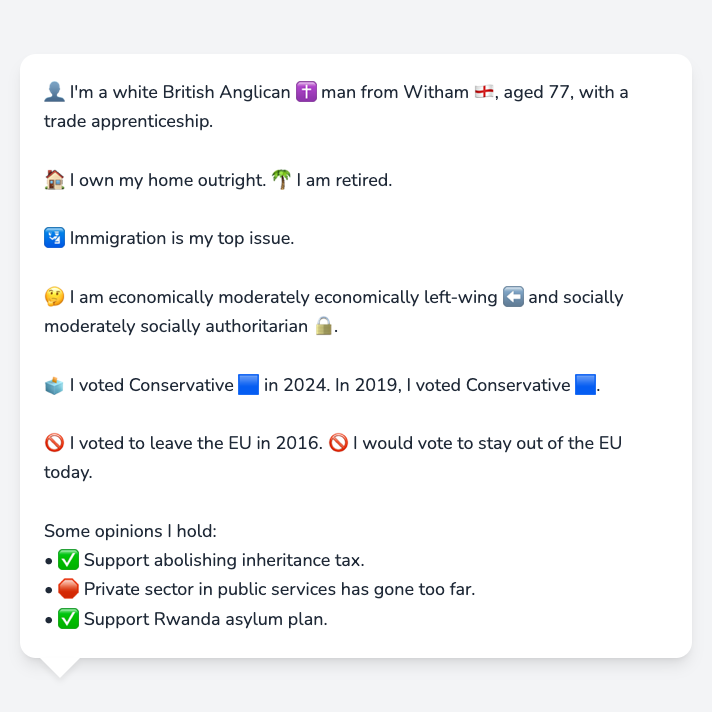 👤 I'm a white British Anglican ✝️ man from Witham 🏴󠁧󠁢󠁥󠁮󠁧󠁿, aged 77, with a
trade apprenticeship.
🏠 I own my home outright. 🌴 I am retired.
🛂 Immigration is my top issue.
🤔 I am economically moderately economically left-wing ⬅️ and socially
moderately socially authoritarian 🔒.
🗳️ I voted Conservative 🟦 in 2024. In 2019, I voted Conservative 🟦.
🚫 I voted to leave the EU in 2016. 🚫 I would vote to stay out of the EU
today.
Some opinions I hold:
• ✅ Support abolishing inheritance tax.
• 🛑 Private sector in public services has gone too far.
• ✅ Support Rwanda asylum plan.